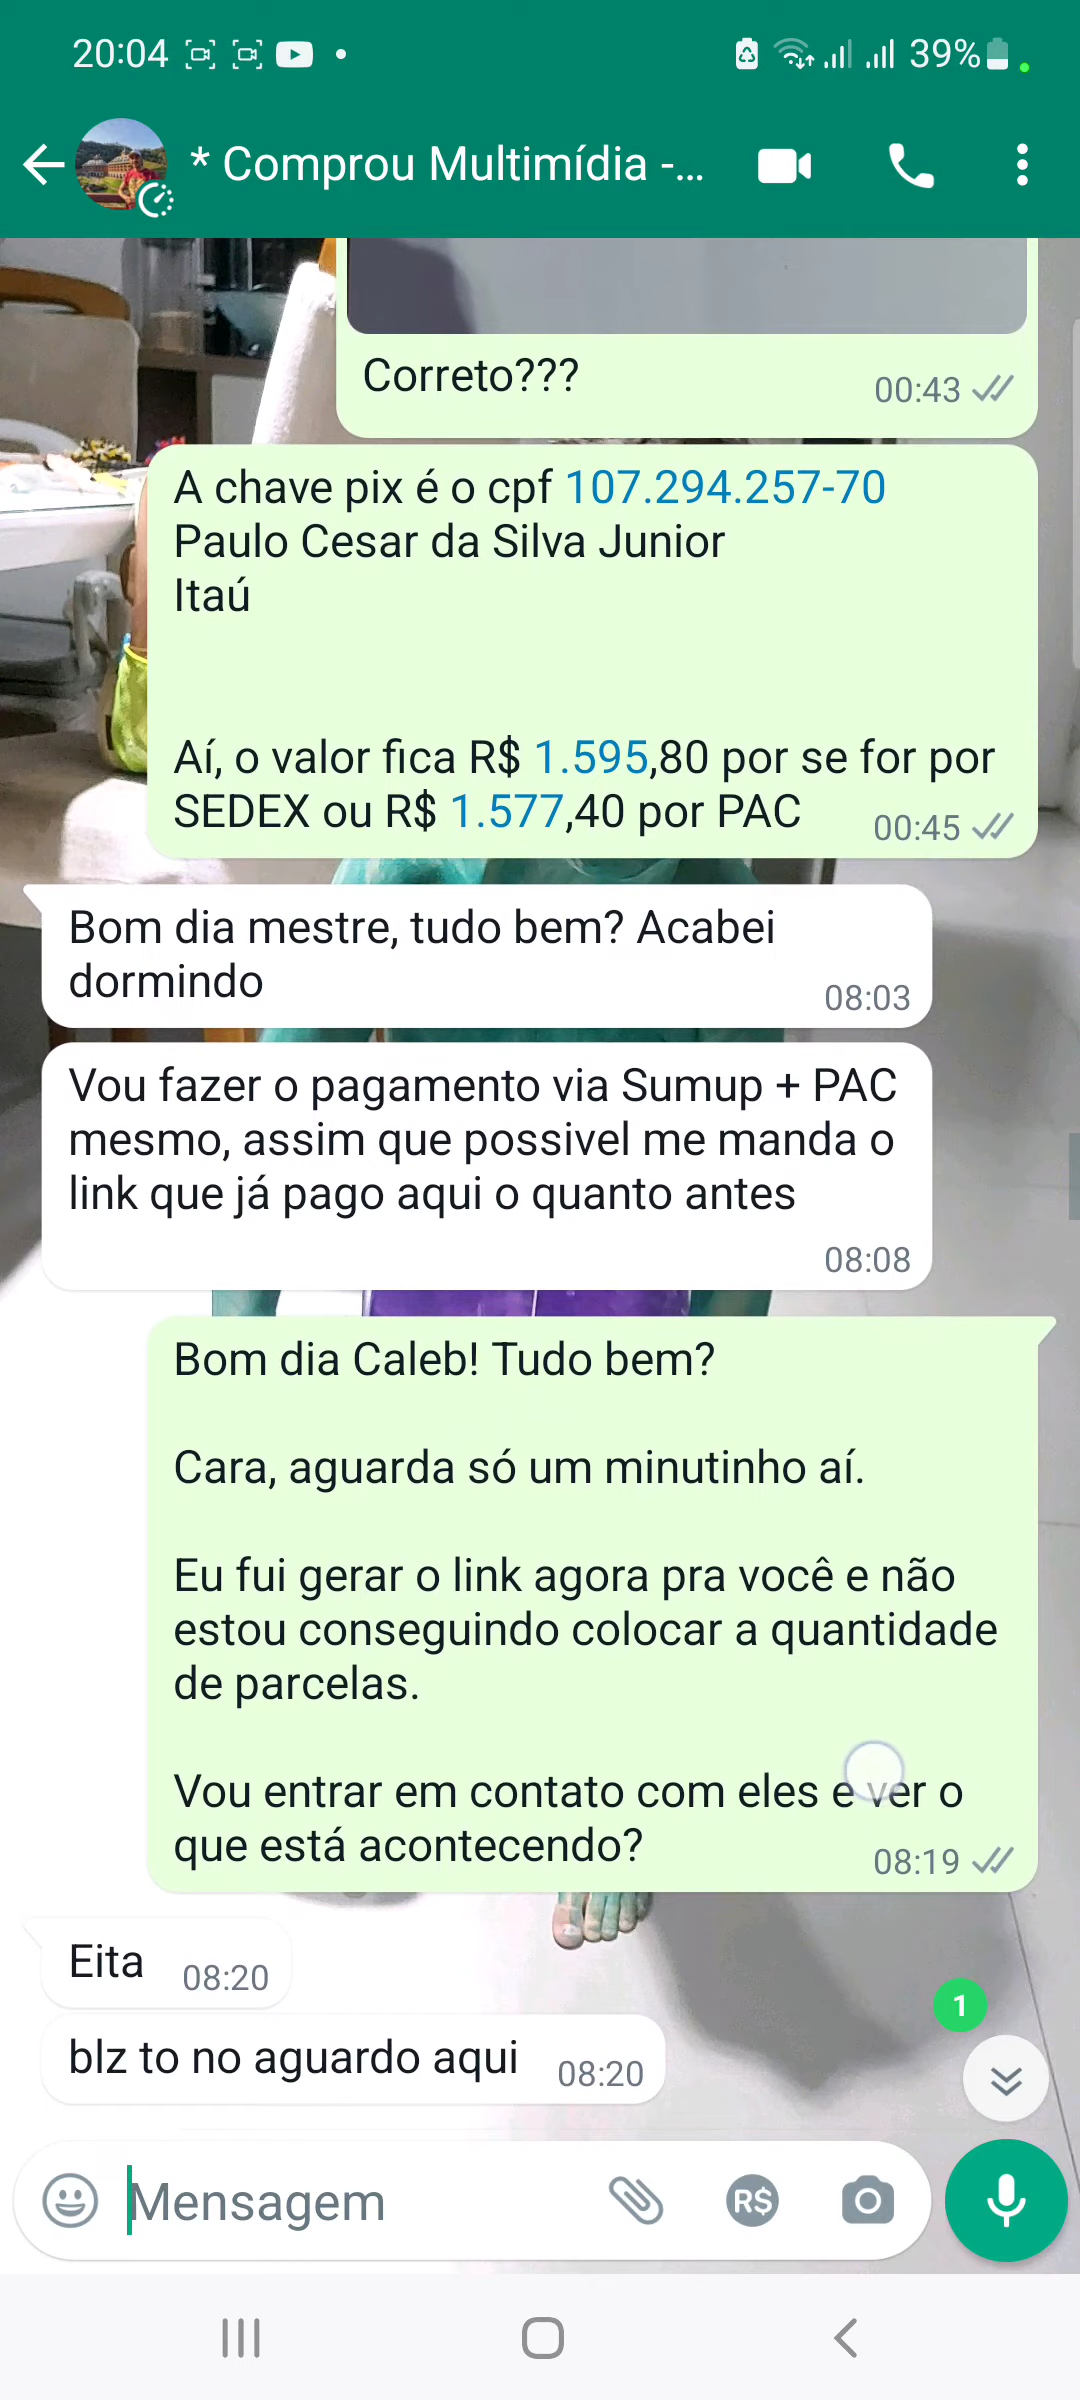 20:04
39%
* Comprou Multimídia -...
Correto???
00:43
A chave pix é o cpf 107.294.257-70
Paulo Cesar da Silva Junior
Itaú
Aí, o valor fica R$ 1.595,80 por se for por
SEDEX ou R$ 1.577,40 por PAC
00:45
Bom dia mestre, tudo bem? Acabei
dormindo
08:03
Vou fazer o pagamento via Sumup + PAC
mesmo, assim que possivel me manda o
link que já pago aqui o quanto antes
08:08
Bom dia Caleb! Tudo bem?
Cara, aguarda só um minutinho aí.
Eu fui gerar o link agora pra você e não
estou conseguindo colocar a quantidade
de parcelas.
Vou entrar em contato com eles e ver o
que está acontecendo?
08:19
Eita
08:20
1
blz to no aguardo aqui
08:20
Mensagem
R$